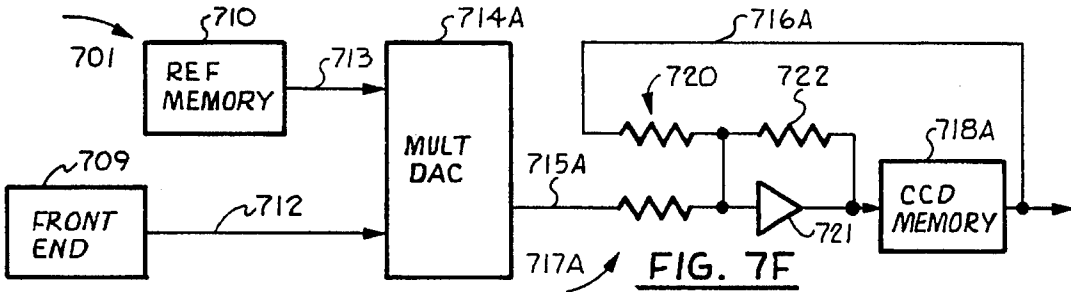 701
710
REF
MEMORY
713
709
FRONT
END
712
714A
MULT
DAC
715A
717A
716A
720
722
721
718A
CCD
MEMORY
FIG. 7F